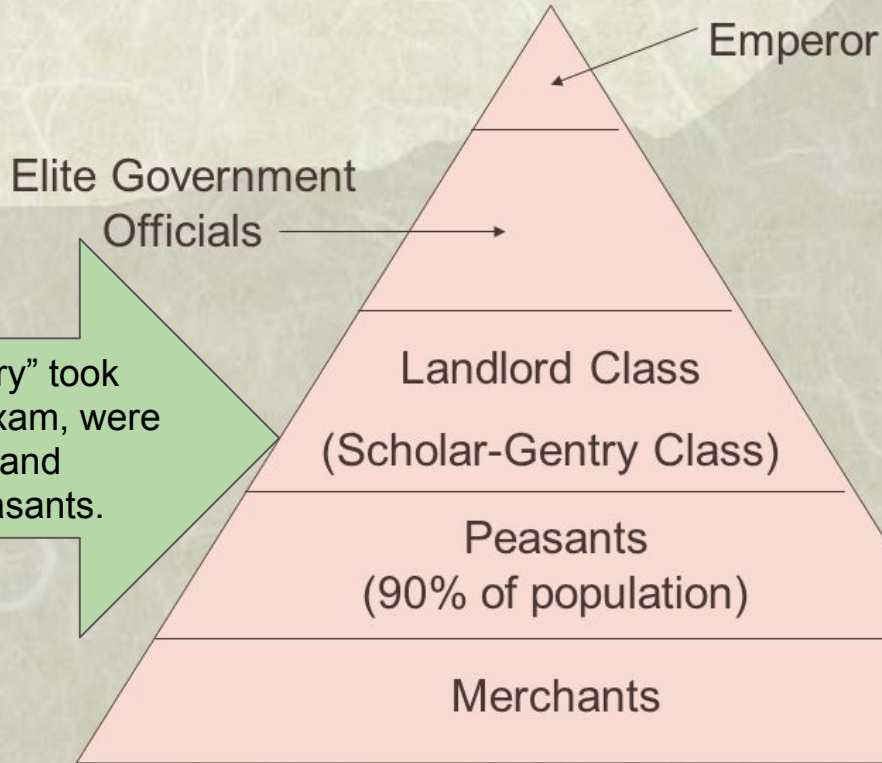 Emperor
Elite Government
Officials
ry” took
xam, were
and
asants.
Landlord Class
(Scholar-Gentry Class)
Peasants
(90% of population)
Merchants